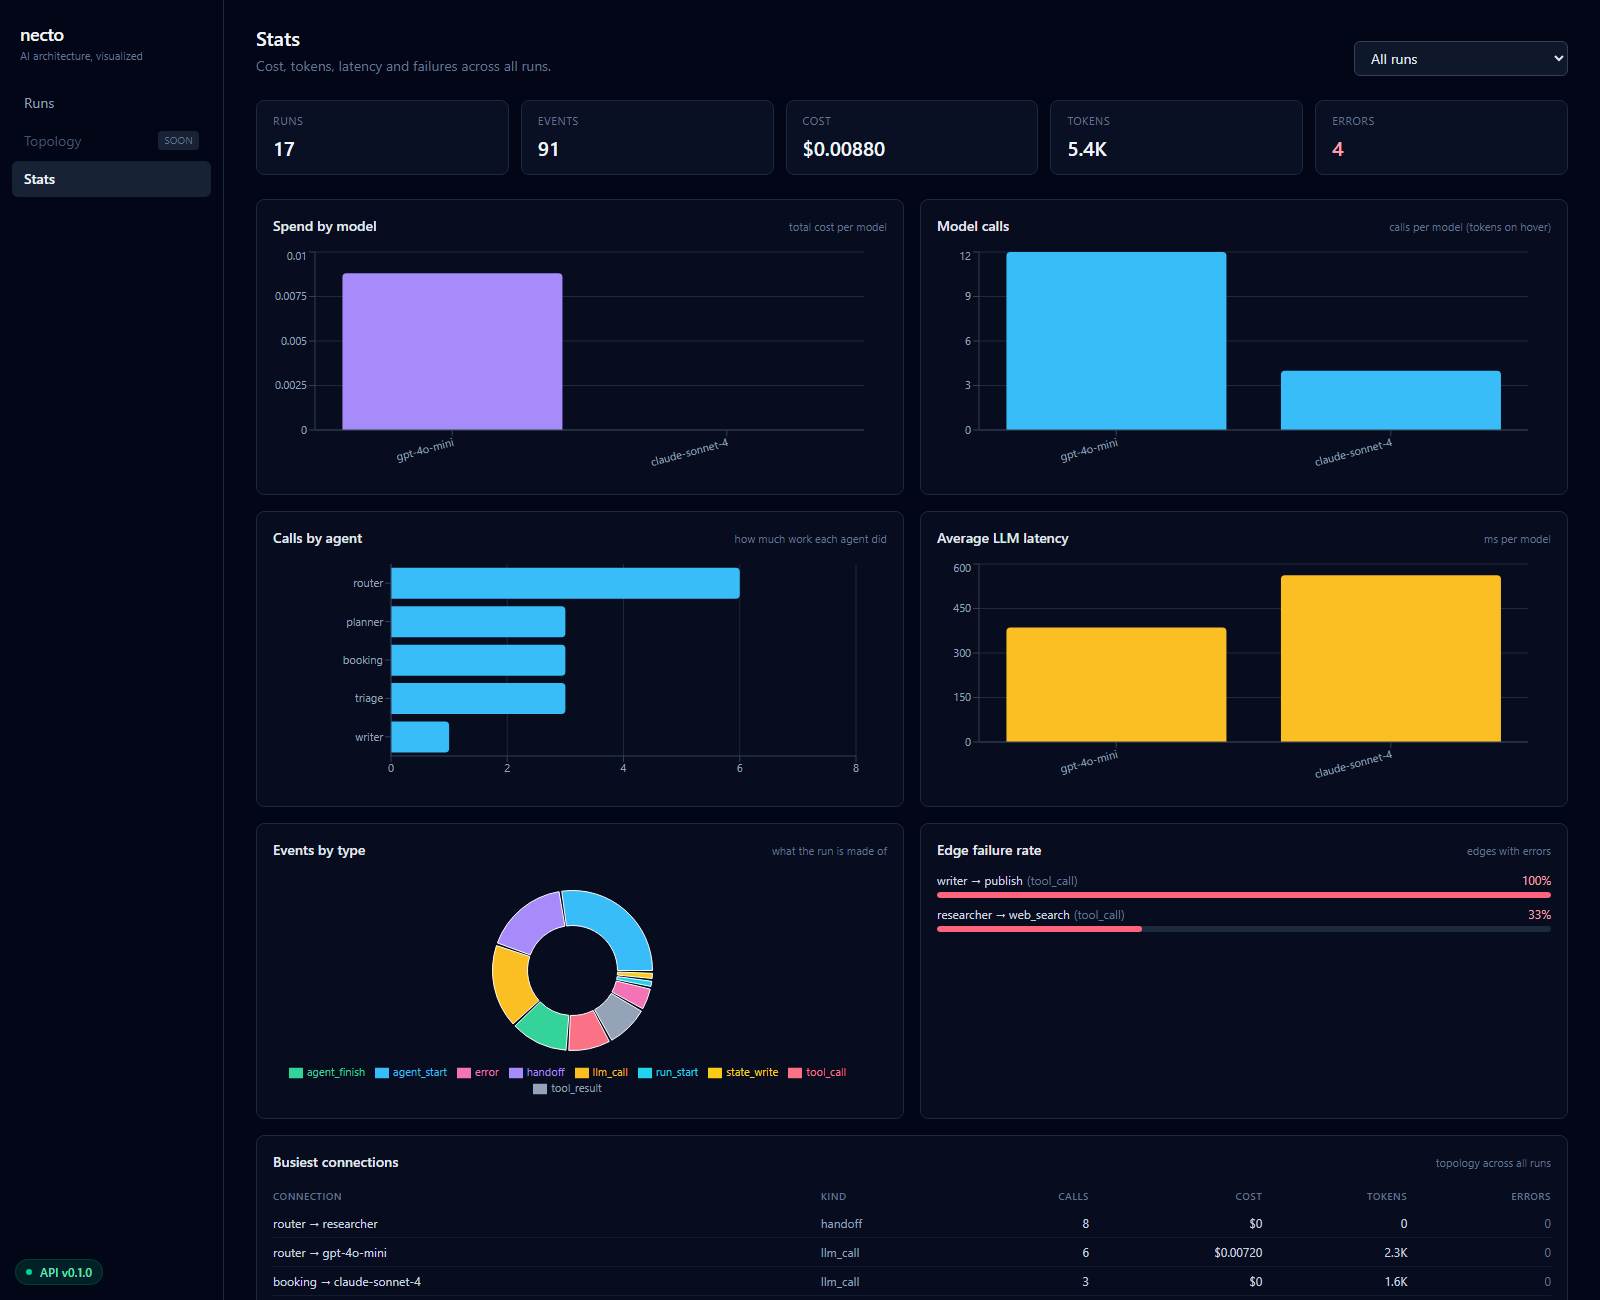 necto
AI architecture, visualized
Runs
Topology SOON
Stats
API v0.1.0
Stats
Cost, tokens, latency and failures across all runs.
All runs
RUNS
17
EVENTS
91
COST
$0.00880
TOKENS
5.4K
ERRORS
4
Spend by model total cost per model
0.01
0.0075
0.005
0.0025
0
gpt-4o-mini claude-sonnet-4
Model calls calls per model (tokens on hover)
12
9
6
3
0
gpt-4o-mini claude-sonnet-4
Calls by agent how much work each agent did
router
planner
booking
triage
writer
0 2 4 6 8
Average LLM latency ms per model
600
450
300
150
0
gpt-4o-mini claude-sonnet-4
Events by type what the run is made of
agent_finish agent_start error handoff llm_call run_start state_write tool_call
tool_result
Edge failure rate edges with errors
writer → publish (tool_call) 100%
researcher → web_search (tool_call) 33%
Busiest connections topology across all runs
CONNECTION KIND CALLS COST TOKENS ERRORS
router → researcher handoff 8 $0 0 0
router → gpt-4o-mini llm_call 6 $0.00720 2.3K 0
booking → claude-sonnet-4 llm_call 3 $0 1.6K 0